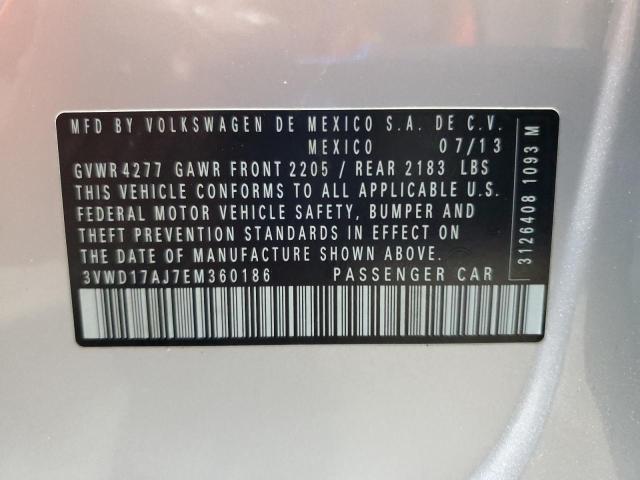 MFD BY VOLKSWAGEN DE MEXICO S.A. DE C.V.
MEXICO 07/13
GVWR 4277 GAWR FRONT 2205 / REAR 2183 LBS
THIS VEHICLE CONFORMS TO ALL APPLICABLE U.S.
FEDERAL MOTOR VEHICLE SAFETY, BUMPER AND
THEFT PREVENTION STANDARDS IN EFFECT ON
THE DATE OF MANUFACTURE SHOWN ABOVE.
3VWD17AJ7EM360186 PASSENGER CAR
3126408 1093 M